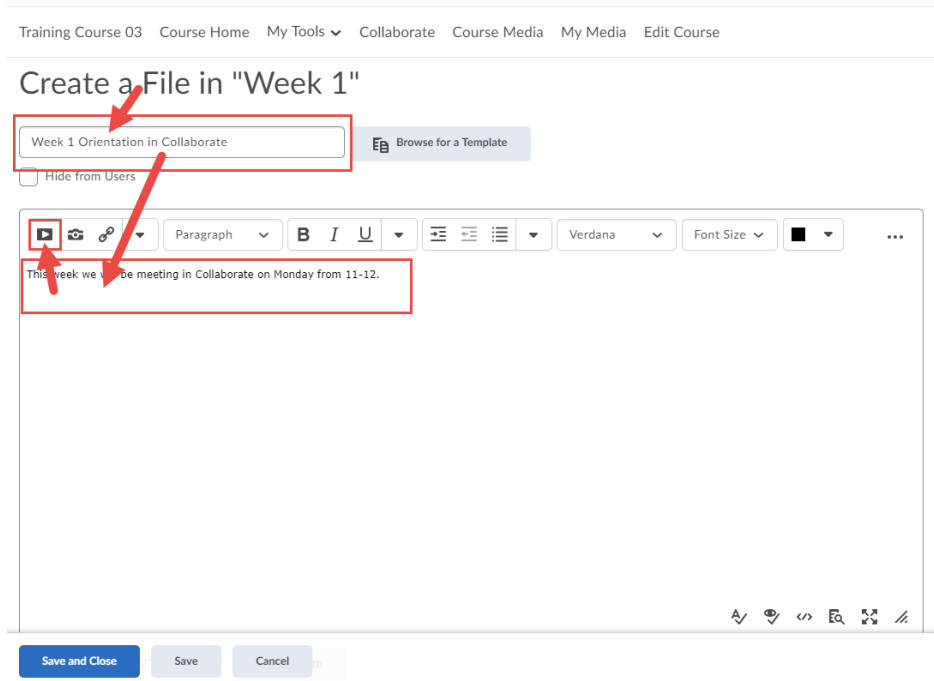 Training Course 03 Course Home My Tools Collaborate Course Media My Media Edit Course
Create a File in "Week 1"
Week 1 Orientation in Collaborate
Browse for a Template
Hide from Users
Paragraph B I U Verdana Font Size ...
This week we be meeting in Collaborate on Monday from 11-12.
Save and Close Save Cancel